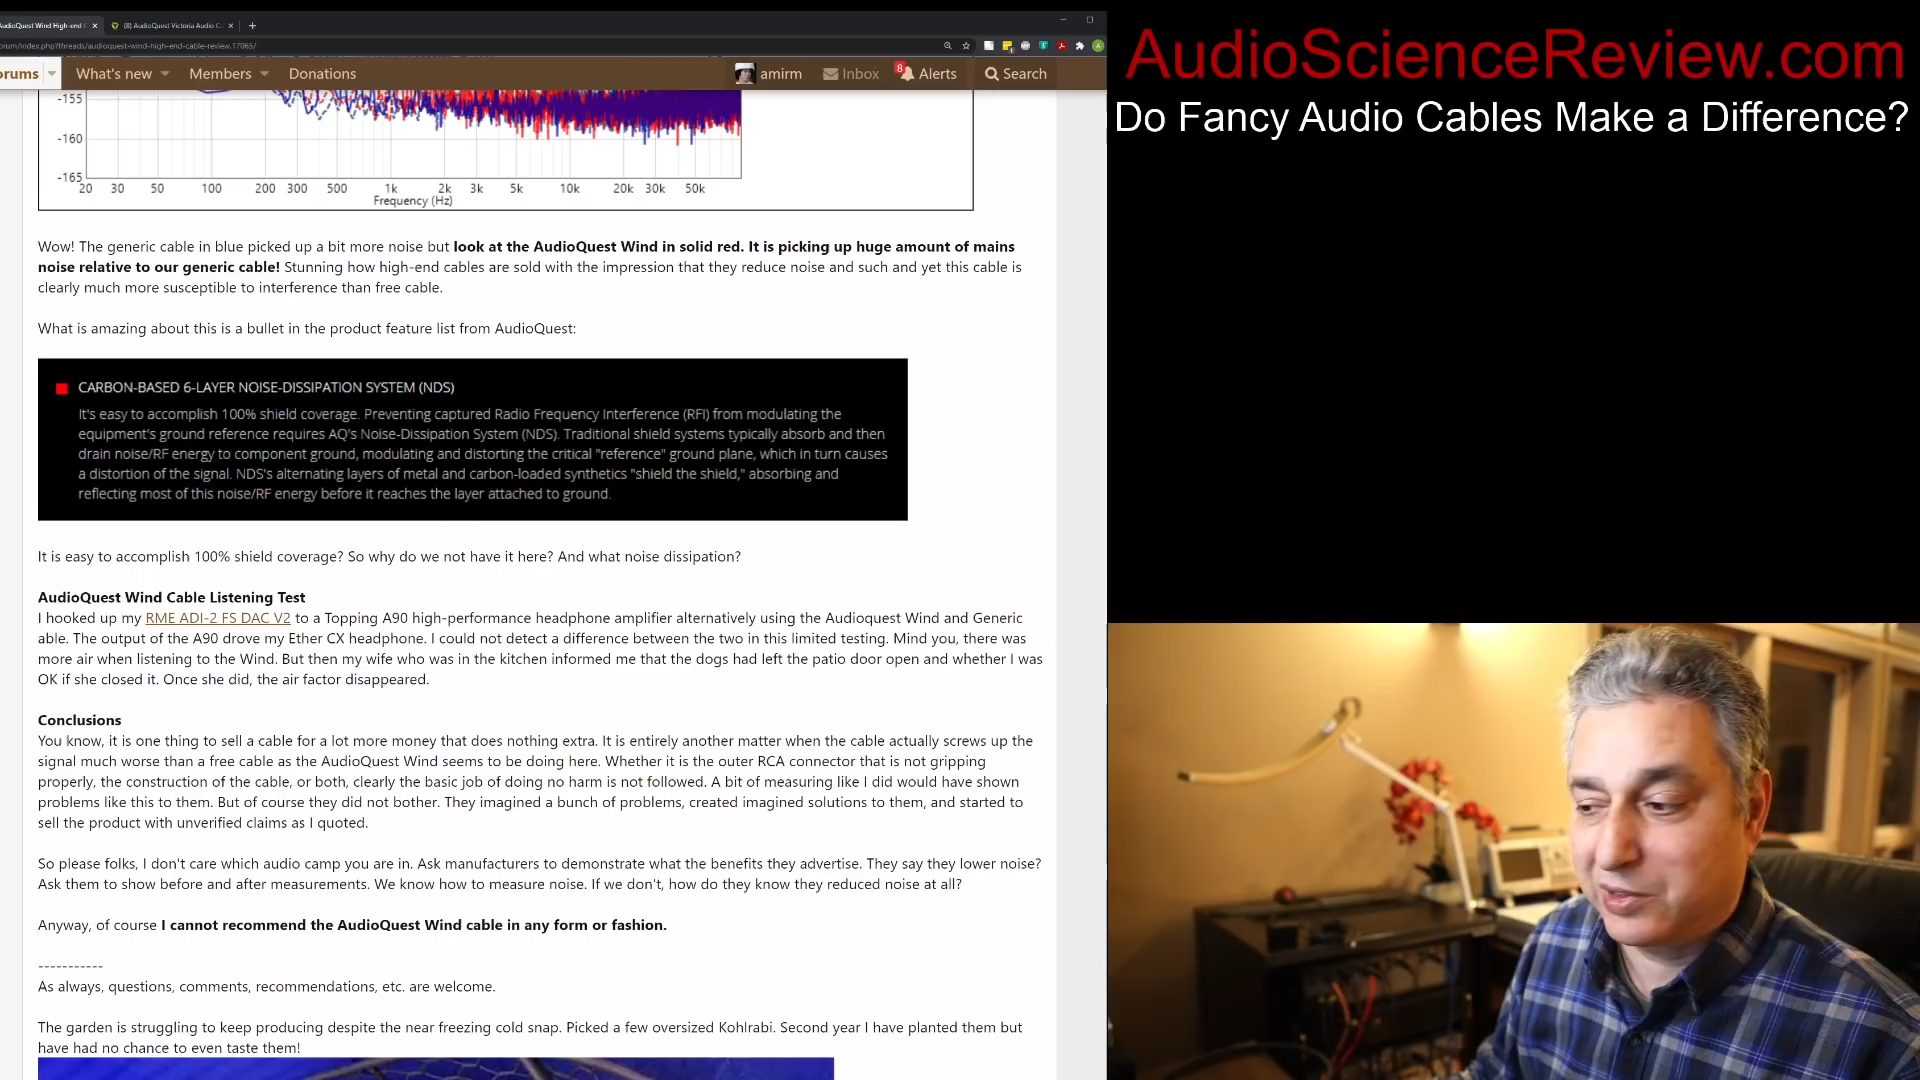 AudioQuest Wind High-end C
(8) AudioQuest Victoria Audio C
orum/index.php?threads/audioquest-wind-high-end-cable-review.17065/
orums
What's new
Members
Donations
amirm
Inbox
8
Alerts
Search
-155
-160
-165
20 30 50 100 200 300 500 1k 2k 3k 5k 10k 20k 30k 50k
Frequency (Hz)
Wow! The generic cable in blue picked up a bit more noise but look at the AudioQuest Wind in solid red. It is picking up huge amount of mains
noise relative to our generic cable! Stunning how high-end cables are sold with the impression that they reduce noise and such and yet this cable is
clearly much more susceptible to interference than free cable.
What is amazing about this is a bullet in the product feature list from AudioQuest:
CARBON-BASED 6-LAYER NOISE-DISSIPATION SYSTEM (NDS)
It's easy to accomplish 100% shield coverage. Preventing captured Radio Frequency Interference (RFI) from modulating the
equipment's ground reference requires AQ's Noise-Dissipation System (NDS). Traditional shield systems typically absorb and then
drain noise/RF energy to component ground, modulating and distorting the critical "reference" ground plane, which in turn causes
a distortion of the signal. NDS's alternating layers of metal and carbon-loaded synthetics "shield the shield," absorbing and
reflecting most of this noise/RF energy before it reaches the layer attached to ground.
It is easy to accomplish 100% shield coverage? So why do we not have it here? And what noise dissipation?
AudioQuest Wind Cable Listening Test
I hooked up my RME ADI-2 FS DAC V2 to a Topping A90 high-performance headphone amplifier alternatively using the Audioquest Wind and Generic
able. The output of the A90 drove my Ether CX headphone. I could not detect a difference between the two in this limited testing. Mind you, there was
more air when listening to the Wind. But then my wife who was in the kitchen informed me that the dogs had left the patio door open and whether I was
OK if she closed it. Once she did, the air factor disappeared.
Conclusions
You know, it is one thing to sell a cable for a lot more money that does nothing extra. It is entirely another matter when the cable actually screws up the
signal much worse than a free cable as the AudioQuest Wind seems to be doing here. Whether it is the outer RCA connector that is not gripping
properly, the construction of the cable, or both, clearly the basic job of doing no harm is not followed. A bit of measuring like I did would have shown
problems like this to them. But of course they did not bother. They imagined a bunch of problems, created imagined solutions to them, and started to
sell the product with unverified claims as I quoted.
So please folks, I don't care which audio camp you are in. Ask manufacturers to demonstrate what the benefits they advertise. They say they lower noise?
Ask them to show before and after measurements. We know how to measure noise. If we don't, how do they know they reduced noise at all?
Anyway, of course I cannot recommend the AudioQuest Wind cable in any form or fashion.
-----------
As always, questions, comments, recommendations, etc. are welcome.
The garden is struggling to keep producing despite the near freezing cold snap. Picked a few oversized Kohlrabi. Second year I have planted them but
have had no chance to even taste them!
AudioScienceReview.com
Do Fancy Audio Cables Make a Difference?